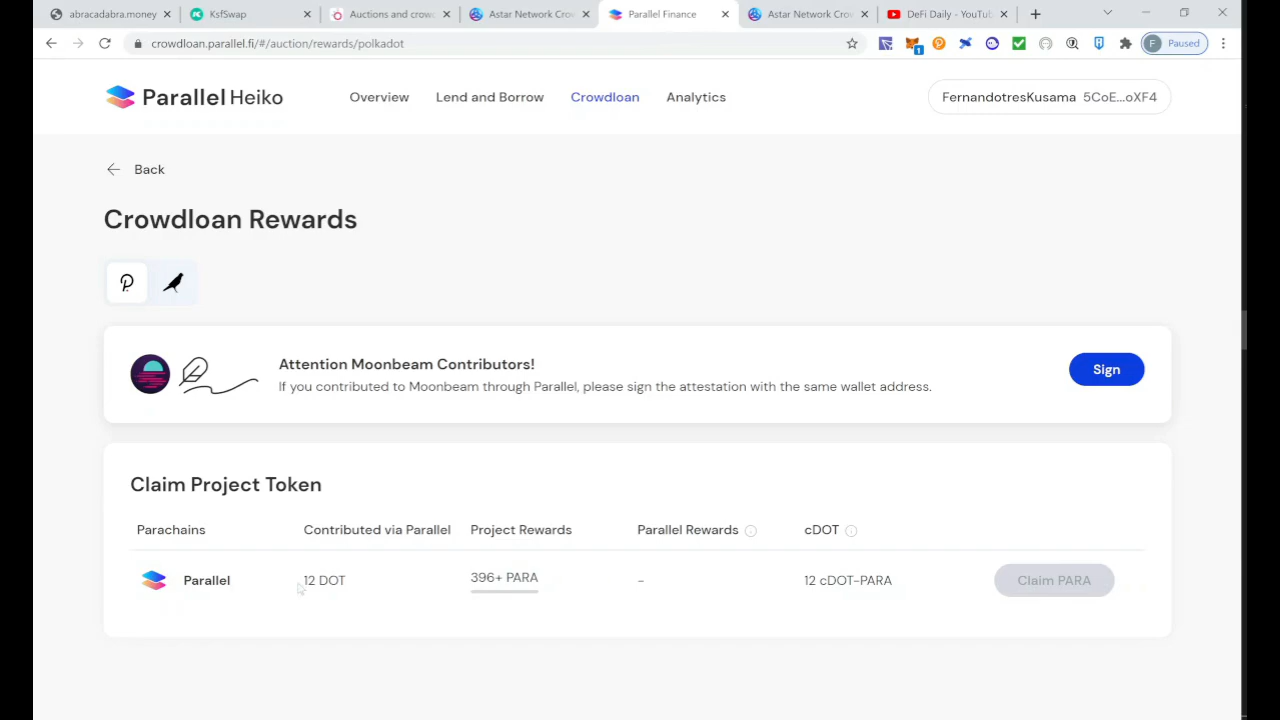 abracadabra.money
KsfSwap
Auctions and crow
Astar Network Cro
Parallel Finance
Astar Network Cro
DeFi Daily - YouTub
crowdloan.parallel.fi/#/auction/rewards/polkadot
1
F Paused
Parallel Heiko
Overview
Lend and Borrow
Crowdloan
Analytics
FernandotresKusama 5CoE...oXF4
Back
Crowdloan Rewards
Attention Moonbeam Contributors!
If you contributed to Moonbeam through Parallel, please sign the attestation with the same wallet address.
Sign
Claim Project Token
Parachains Contributed via Parallel Project Rewards Parallel Rewards cDOT
Parallel 12 DOT 396+ PARA - 12 cDOT-PARA Claim PARA